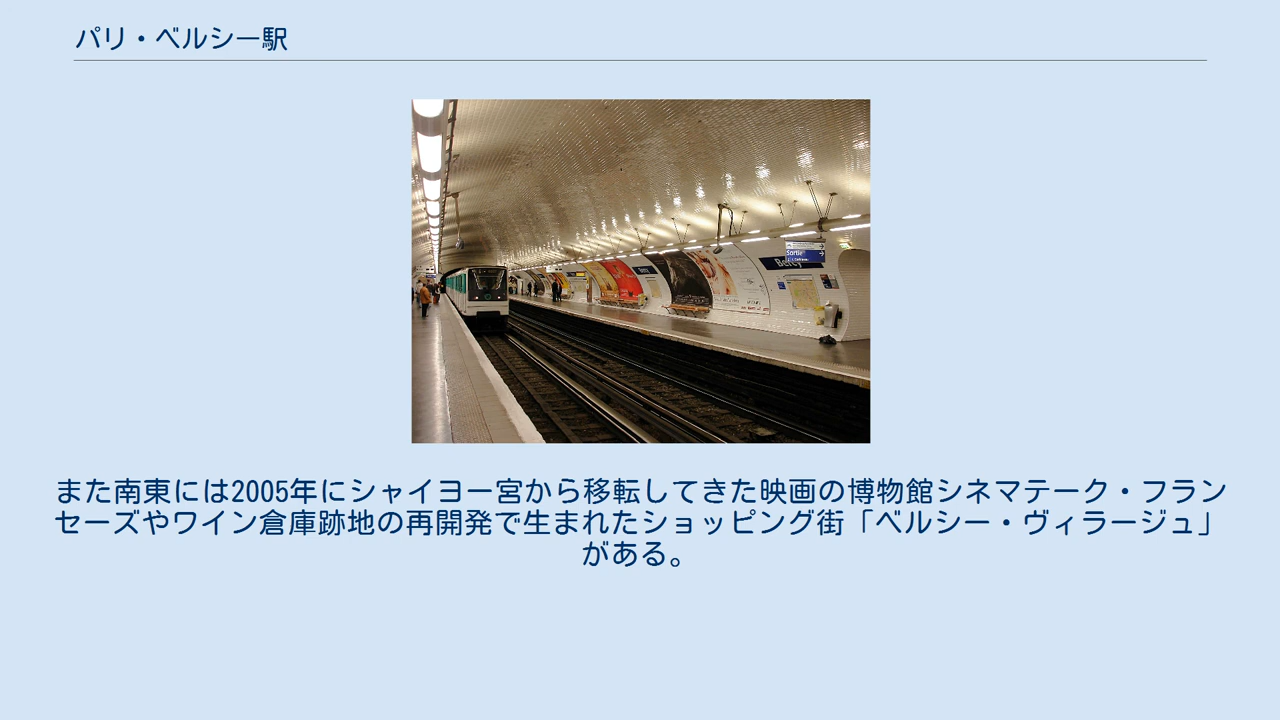 パリ・ベルシー駅
Sortie
Bercy
また南東には2005年にシャイヨー宮から移転してきた映画の博物館シネマテーク・フラン
セーズやワイン倉庫跡地の再開発で生まれたショッピング街「ベルシー・ヴィラージュ」
がある。